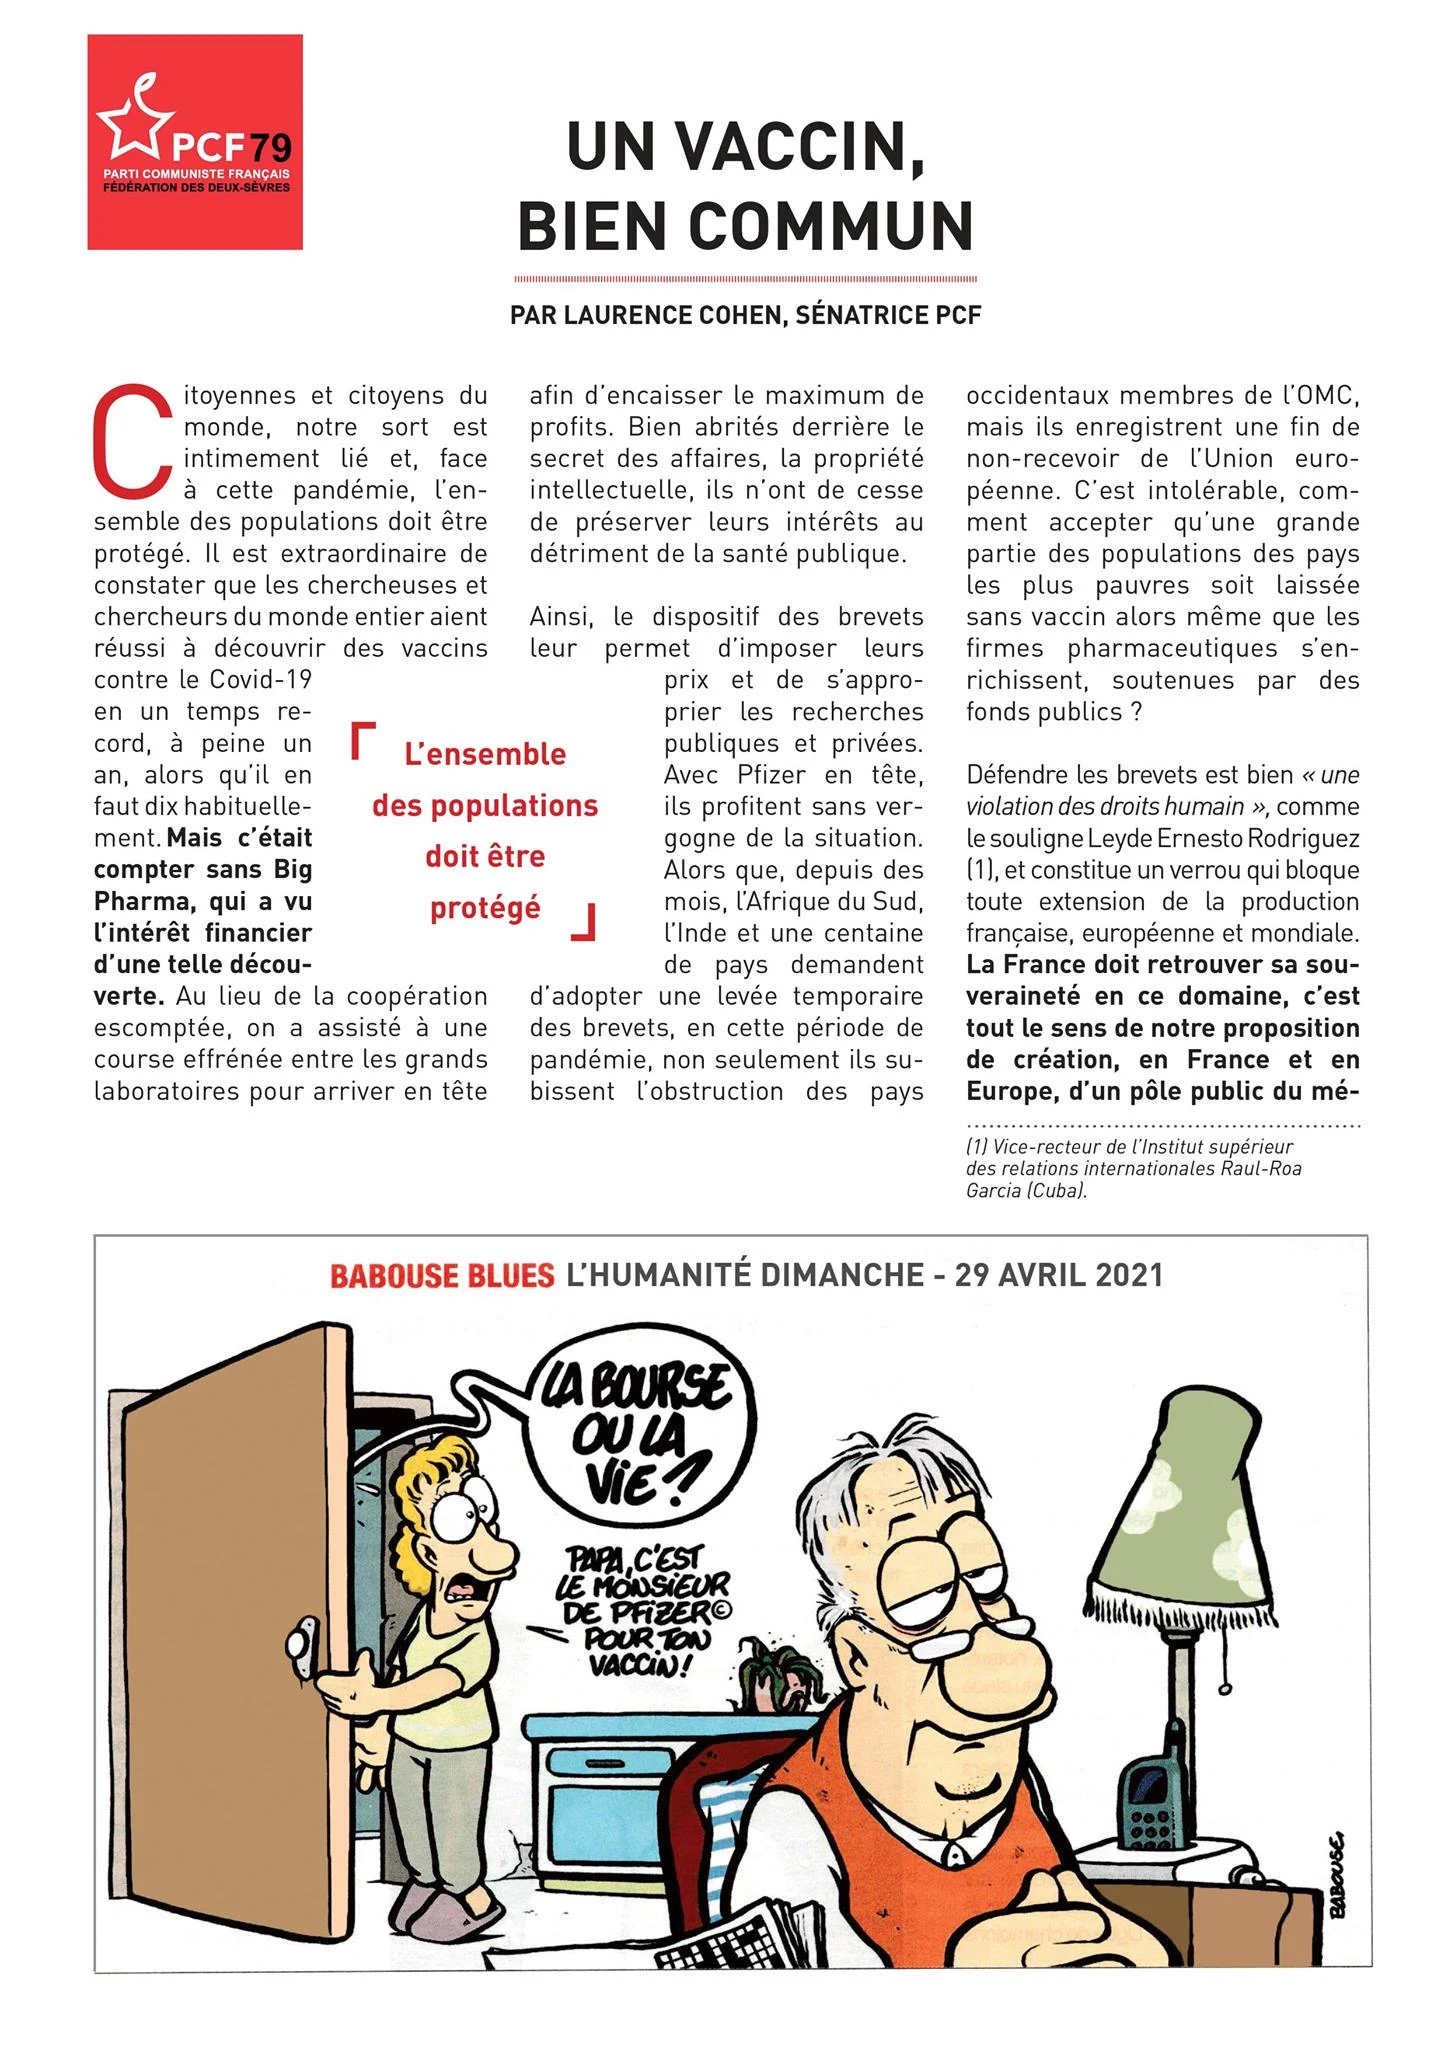 PCF 79
PARTI COMMUNISTE FRANÇAIS
FÉDÉRATION DES DEUX-SÈVRES
UN VACCIN,
BIEN COMMUN
PAR LAURENCE COHEN, SÉNATRICE PCF
Citoyennes et citoyens du
monde, notre sort est
intimement lié et, face
à cette pandémie, l'en-
semble des populations doit être
protégé. Il est extraordinaire de
constater que les chercheuses et
chercheurs du monde entier aient
réussi à découvrir des vaccins
contre le Covid-19
en un temps re-
cord, à peine un
an, alors qu'il en
faut dix habituelle-
ment. Mais c'était
compter sans Big
Pharma, qui a vu
l'intérêt financier
d'une telle décou-
verte. Au lieu de la coopération
escomptée, on a assisté à une
course effrénée entre les grands
laboratoires pour arriver en tête
L'ensemble
des populations
doit être
protégé
afin d'encaisser le maximum de
profits. Bien abrités derrière le
secret des affaires, la propriété
intellectuelle, ils n'ont de cesse
de préserver leurs intérêts au
détriment de la santé publique.
Ainsi, le dispositif des brevets
leur permet d'imposer leurs
prix et de s'appro-
prier les recherches
publiques et privées.
Avec Pfizer en tête,
ils profitent sans ver-
gogne de la situation.
Alors que, depuis des
mois, l'Afrique du Sud,
l'Inde et une centaine
de pays demandent
d'adopter une levée temporaire
des brevets, en cette période de
pandémie, non seulement ils su-
bissent l'obstruction des pays
occidentaux membres de l'OMC,
mais ils enregistrent une fin de
non-recevoir de l'Union euro-
péenne. C'est intolérable, com-
ment accepter qu'une grande
partie des populations des pays
les plus pauvres soit laissée
sans vaccin alors même que les
firmes pharmaceutiques s'en-
richissent, soutenues par des
fonds publics ?
Défendre les brevets est bien « une
violation des droits humain », comme
le souligne Leyde Ernesto Rodriguez
(1), et constitue un verrou qui bloque
toute extension de la production
française, européenne et mondiale.
La France doit retrouver sa sou-
veraineté en ce domaine, c'est
tout le sens de notre proposition
de création, en France et en
Europe, d'un pôle public du mé-
(1) Vice-recteur de l'Institut supérieur
des relations internationales Raul-Roa
Garcia (Cuba).
BABOUSE BLUES L'HUMANITÉ DIMANCHE - 29 AVRIL 2021
LA BOURSE
OU LA
VIE ?
PAPA, C'EST
LE MONSIEUR
DE PFIZER©
POUR TON
VACCIN !
BABOUSE.